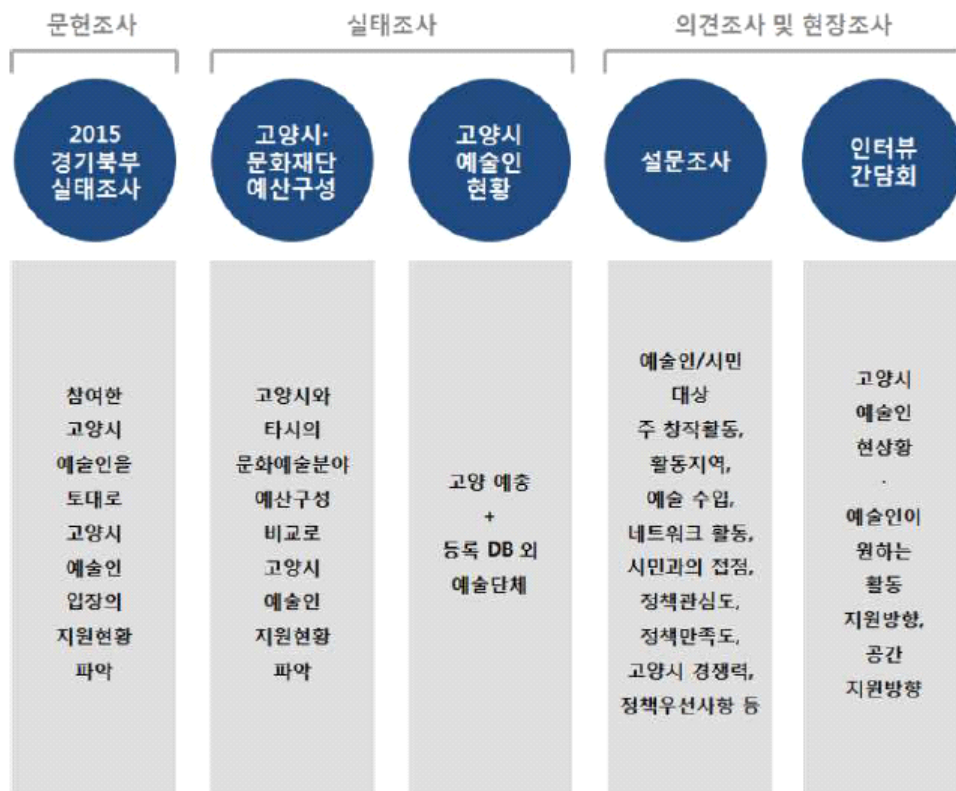 문헌조사
실태조사
의견조사 및 현장조사
2015
경기북부
실태조사
고양시·
문화재단
예산구성
고양시
예술인
현황
설문조사
인터뷰
간담회
참여한
고양시
예술인을
토대로
고양시
예술인
입장의
지원현황
파악
고양시와
타시의
문화예술분야
예산구성
비교로
고양시
예술인
지원현황
파악
고양 예총
+
등록 DB 외
예술단체
예술인/시민
대상
주 창작활동,
활동지역,
예술 수입,
네트워크 활동,
시민과의 접점,
정책관심도,
정책만족도,
고양시 경쟁력,
정책우선사항 등
고양시
예술인
현상황
·
예술인이
원하는
활동
지원방향,
공간
지원방향